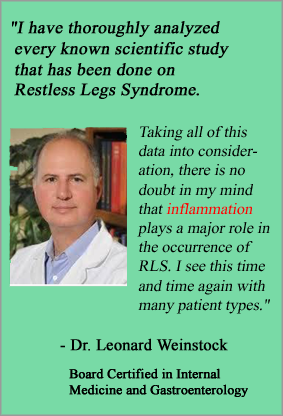 "I have thoroughly analyzed
every known scientific study
that has been done on
Restless Legs Syndrome.
Taking all of this
data into consider-
ation, there is no
doubt in my mind
that inflammation
plays a major role in
the occurrence of
RLS. I see this time
and time again with
many patient types."
- Dr. Leonard Weinstock
Board Certified in Internal
Medicine and Gastroenterology